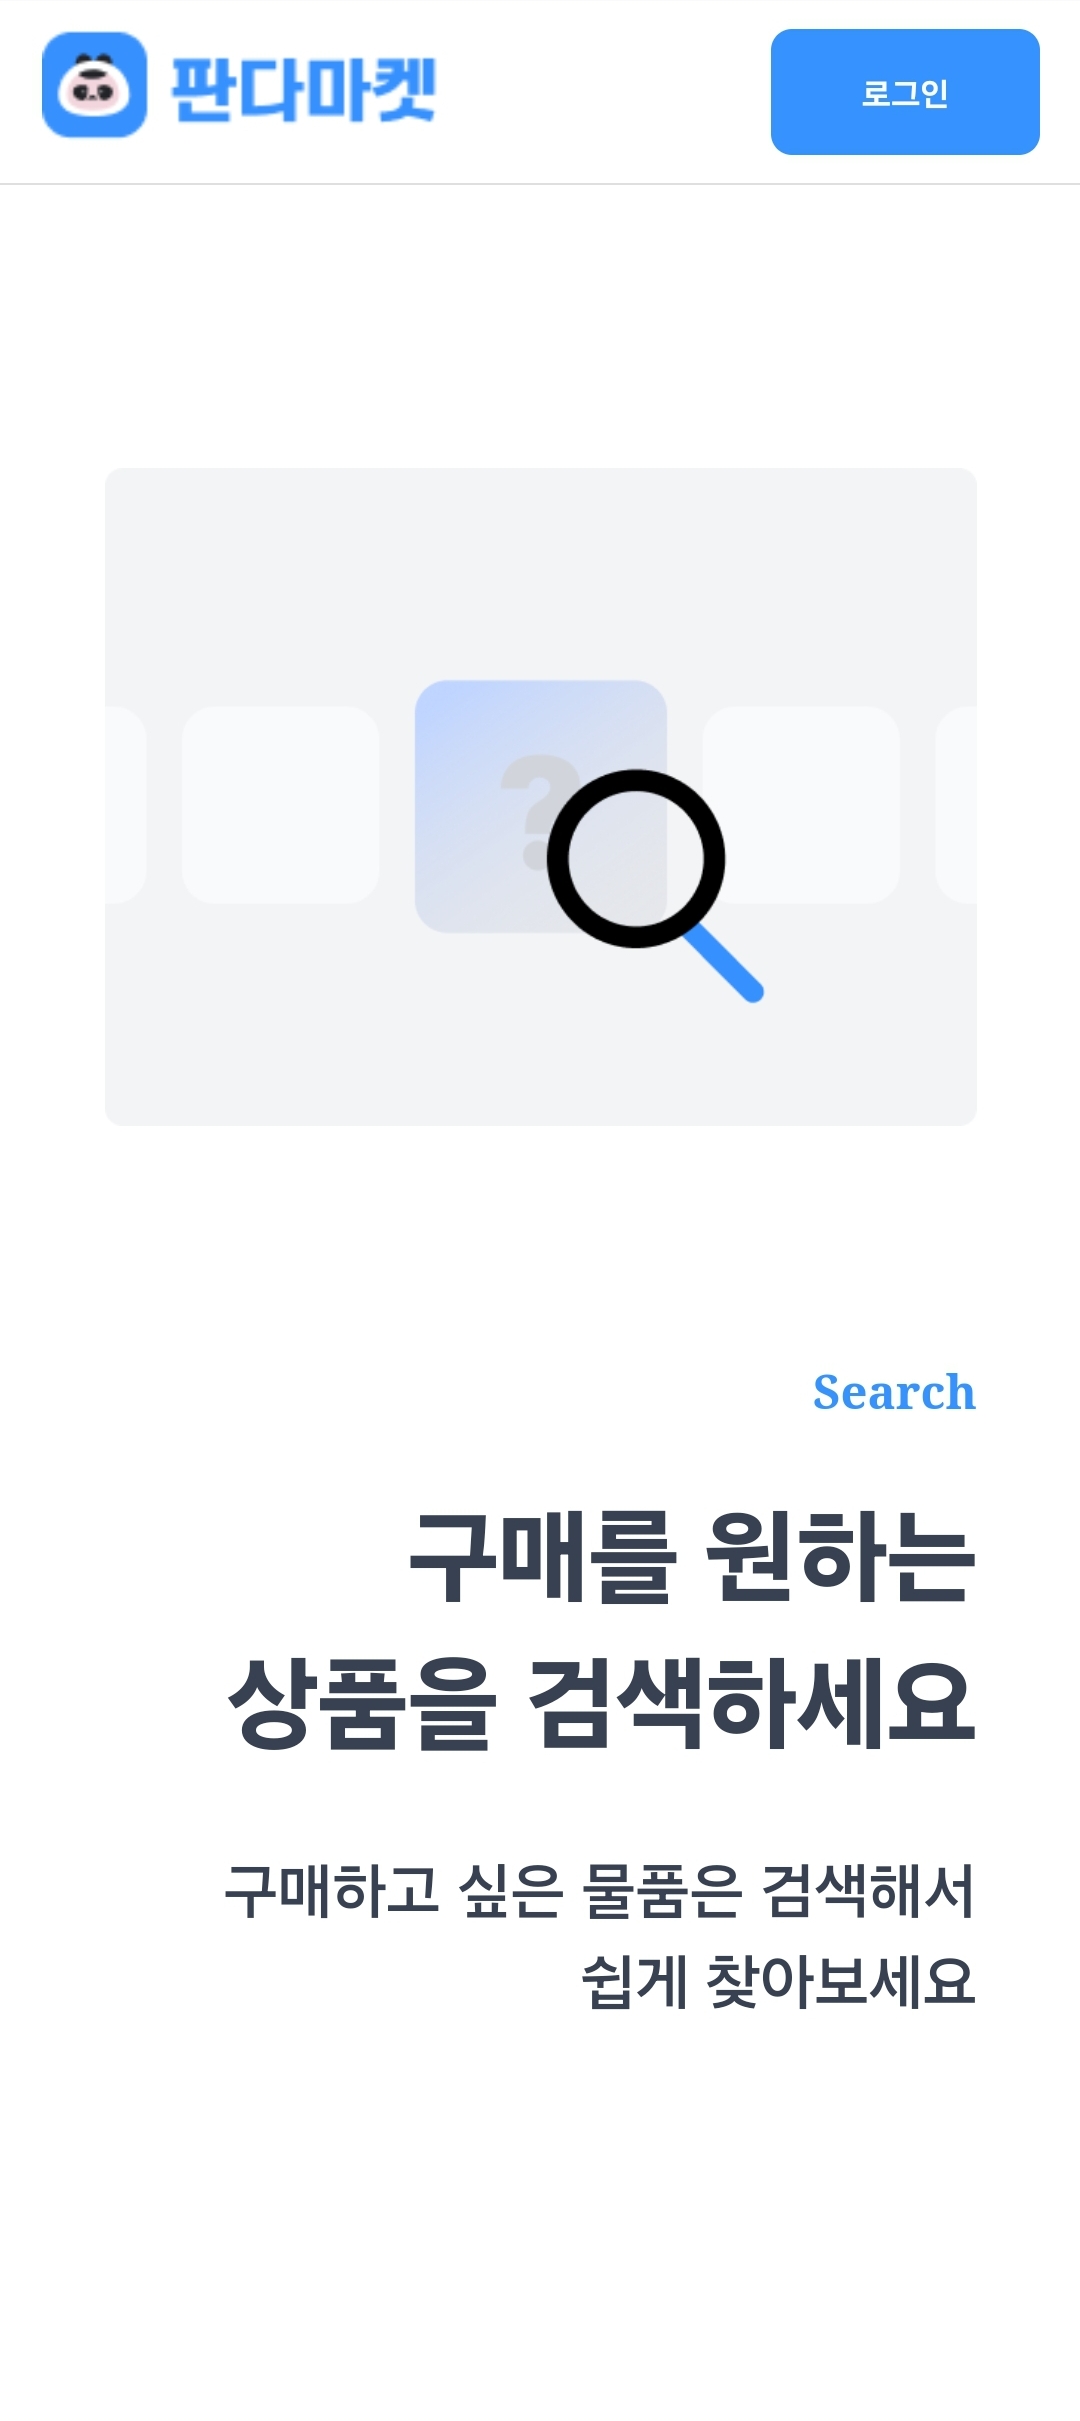 판다마켓
로그인
?
Search
구매를 원하는
상품을 검색하세요
구매하고 싶은 물품은 검색해서
쉽게 찾아보세요